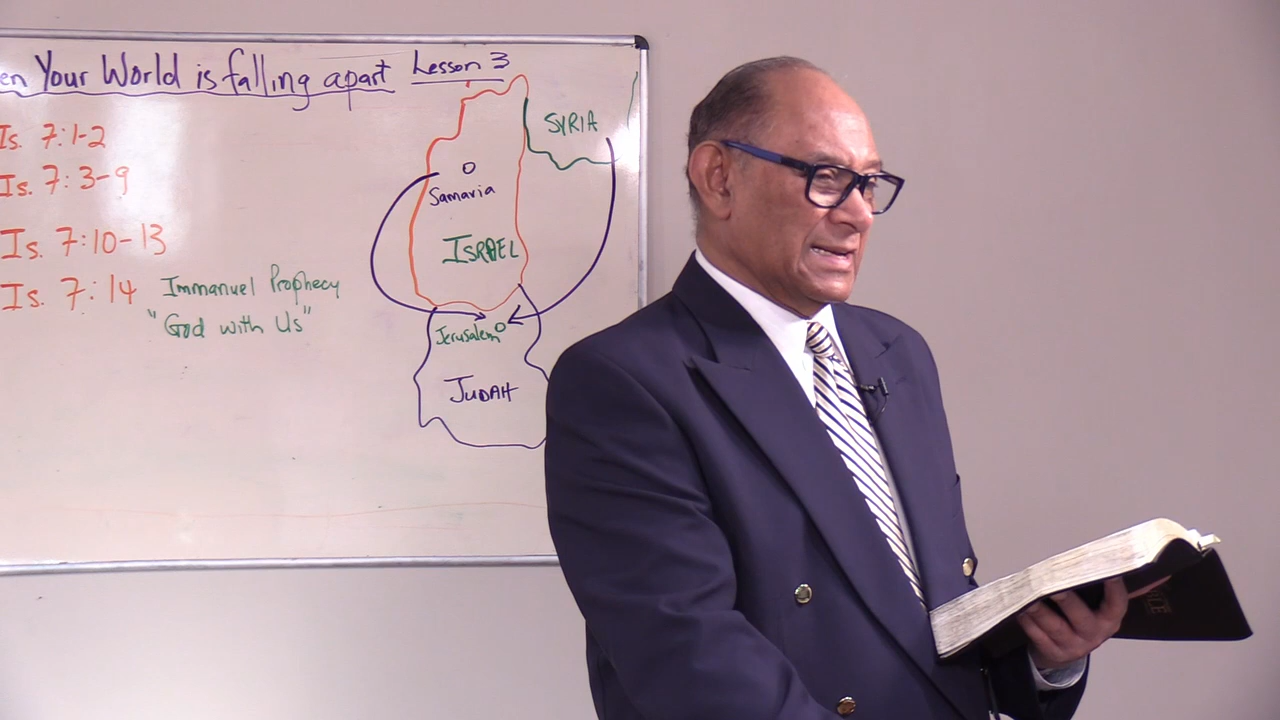 en Your World is falling apart Lesson 3
Is. 7:1-2
Is. 7:3-9
Is. 7:10-13
Is. 7:14 Immanuel Prophecy
"God with Us"
SYRIA
Samaria
ISRAEL
Jerusalem
JUDAH